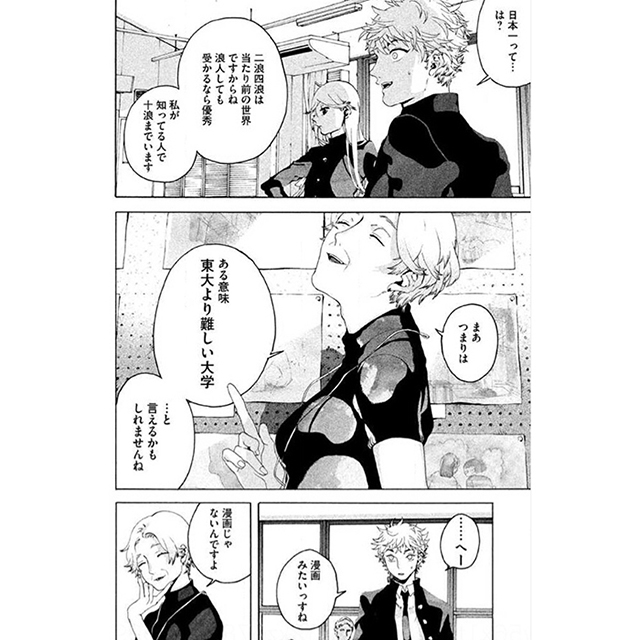 日本一って…
は？
二浪四浪は
当たり前の世界
ですからね
浪人しても
受かるなら優秀
私が
知ってる人で
十浪までいます
まあ
つまりは
ある意味
東大より難しい大学
…と
言えるかも
しれませんね
……へー
漫画
みたいっすね
漫画じゃ
ないんですよ